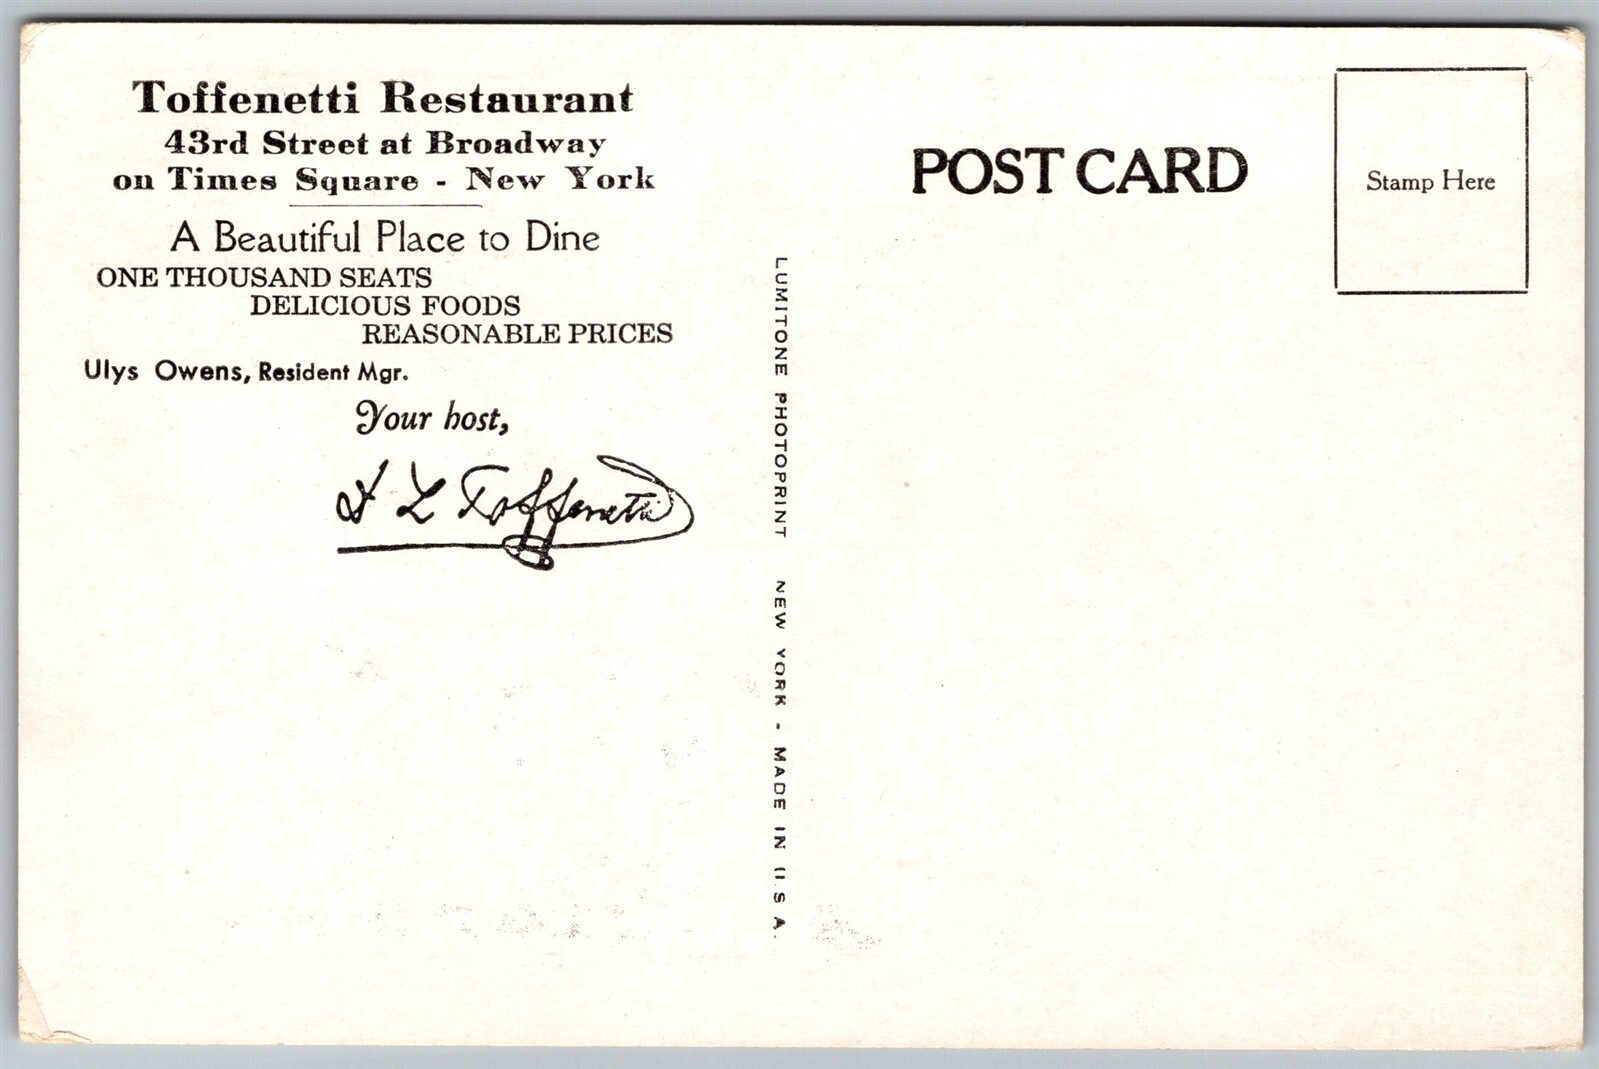 Toffenetti Restaurant
43rd Street at Broadway
on Times Square - New York
A Beautiful Place to Dine
ONE THOUSAND SEATS
DELICIOUS FOODS
REASONABLE PRICES
Ulys Owens, Resident Mgr.
Your host,
D L Toffenetti
LUMITONE PHOTOPRINT NEW YORK - MADE IN U.S.A.
POST CARD
Stamp Here